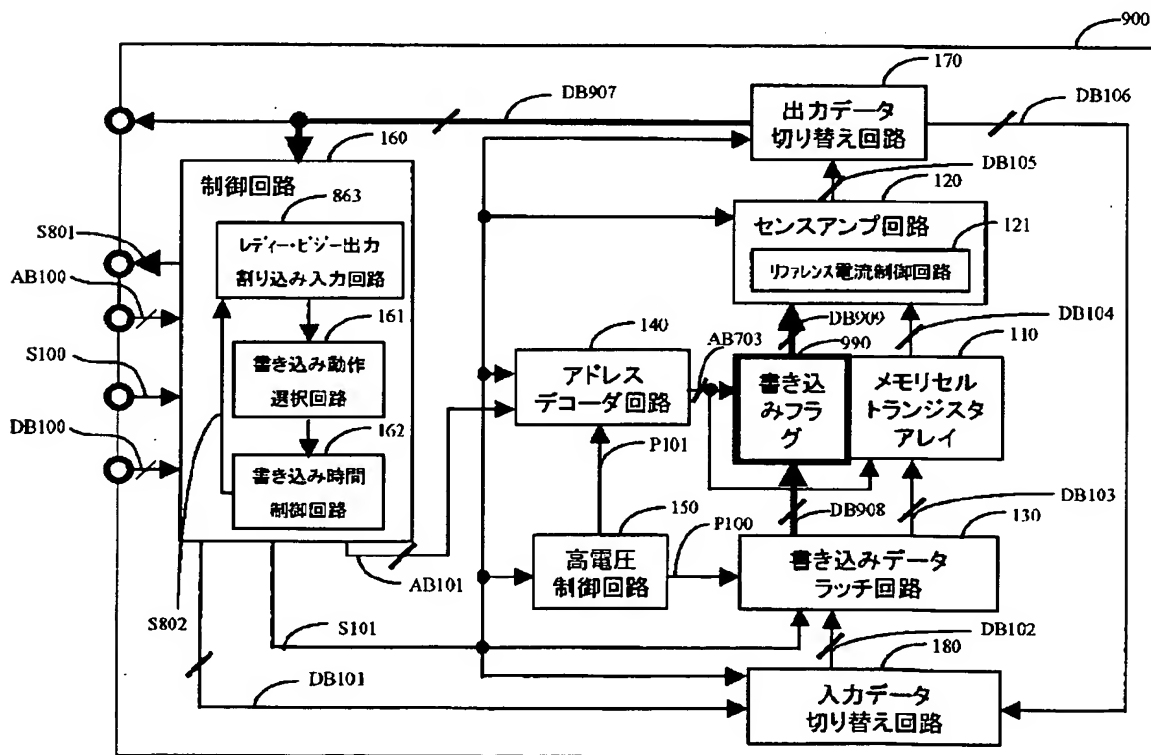 900
170
DB907
DB106
出力データ
切り替え回路
160
DB105
制御回路
120
863
センスアンプ回路
121
S801
レディー・ビジー出力
割り込み入力回路
リファレンス電流制御回路
AB100
DB909
DB104
140
AB703
990
110
161
S100
書き込み動作
選択回路
アドレス
デコーダ回路
書き込
みフラ
グ
メモリセル
トランジスタ
アレイ
162
DB100
P101
書き込み時間
制御回路
DB103
150
P100
DB908
130
高電圧
制御回路
書き込みデータ
ラッチ回路
AB101
S802
S101
DB102
180
DB101
入力データ
切り替え回路